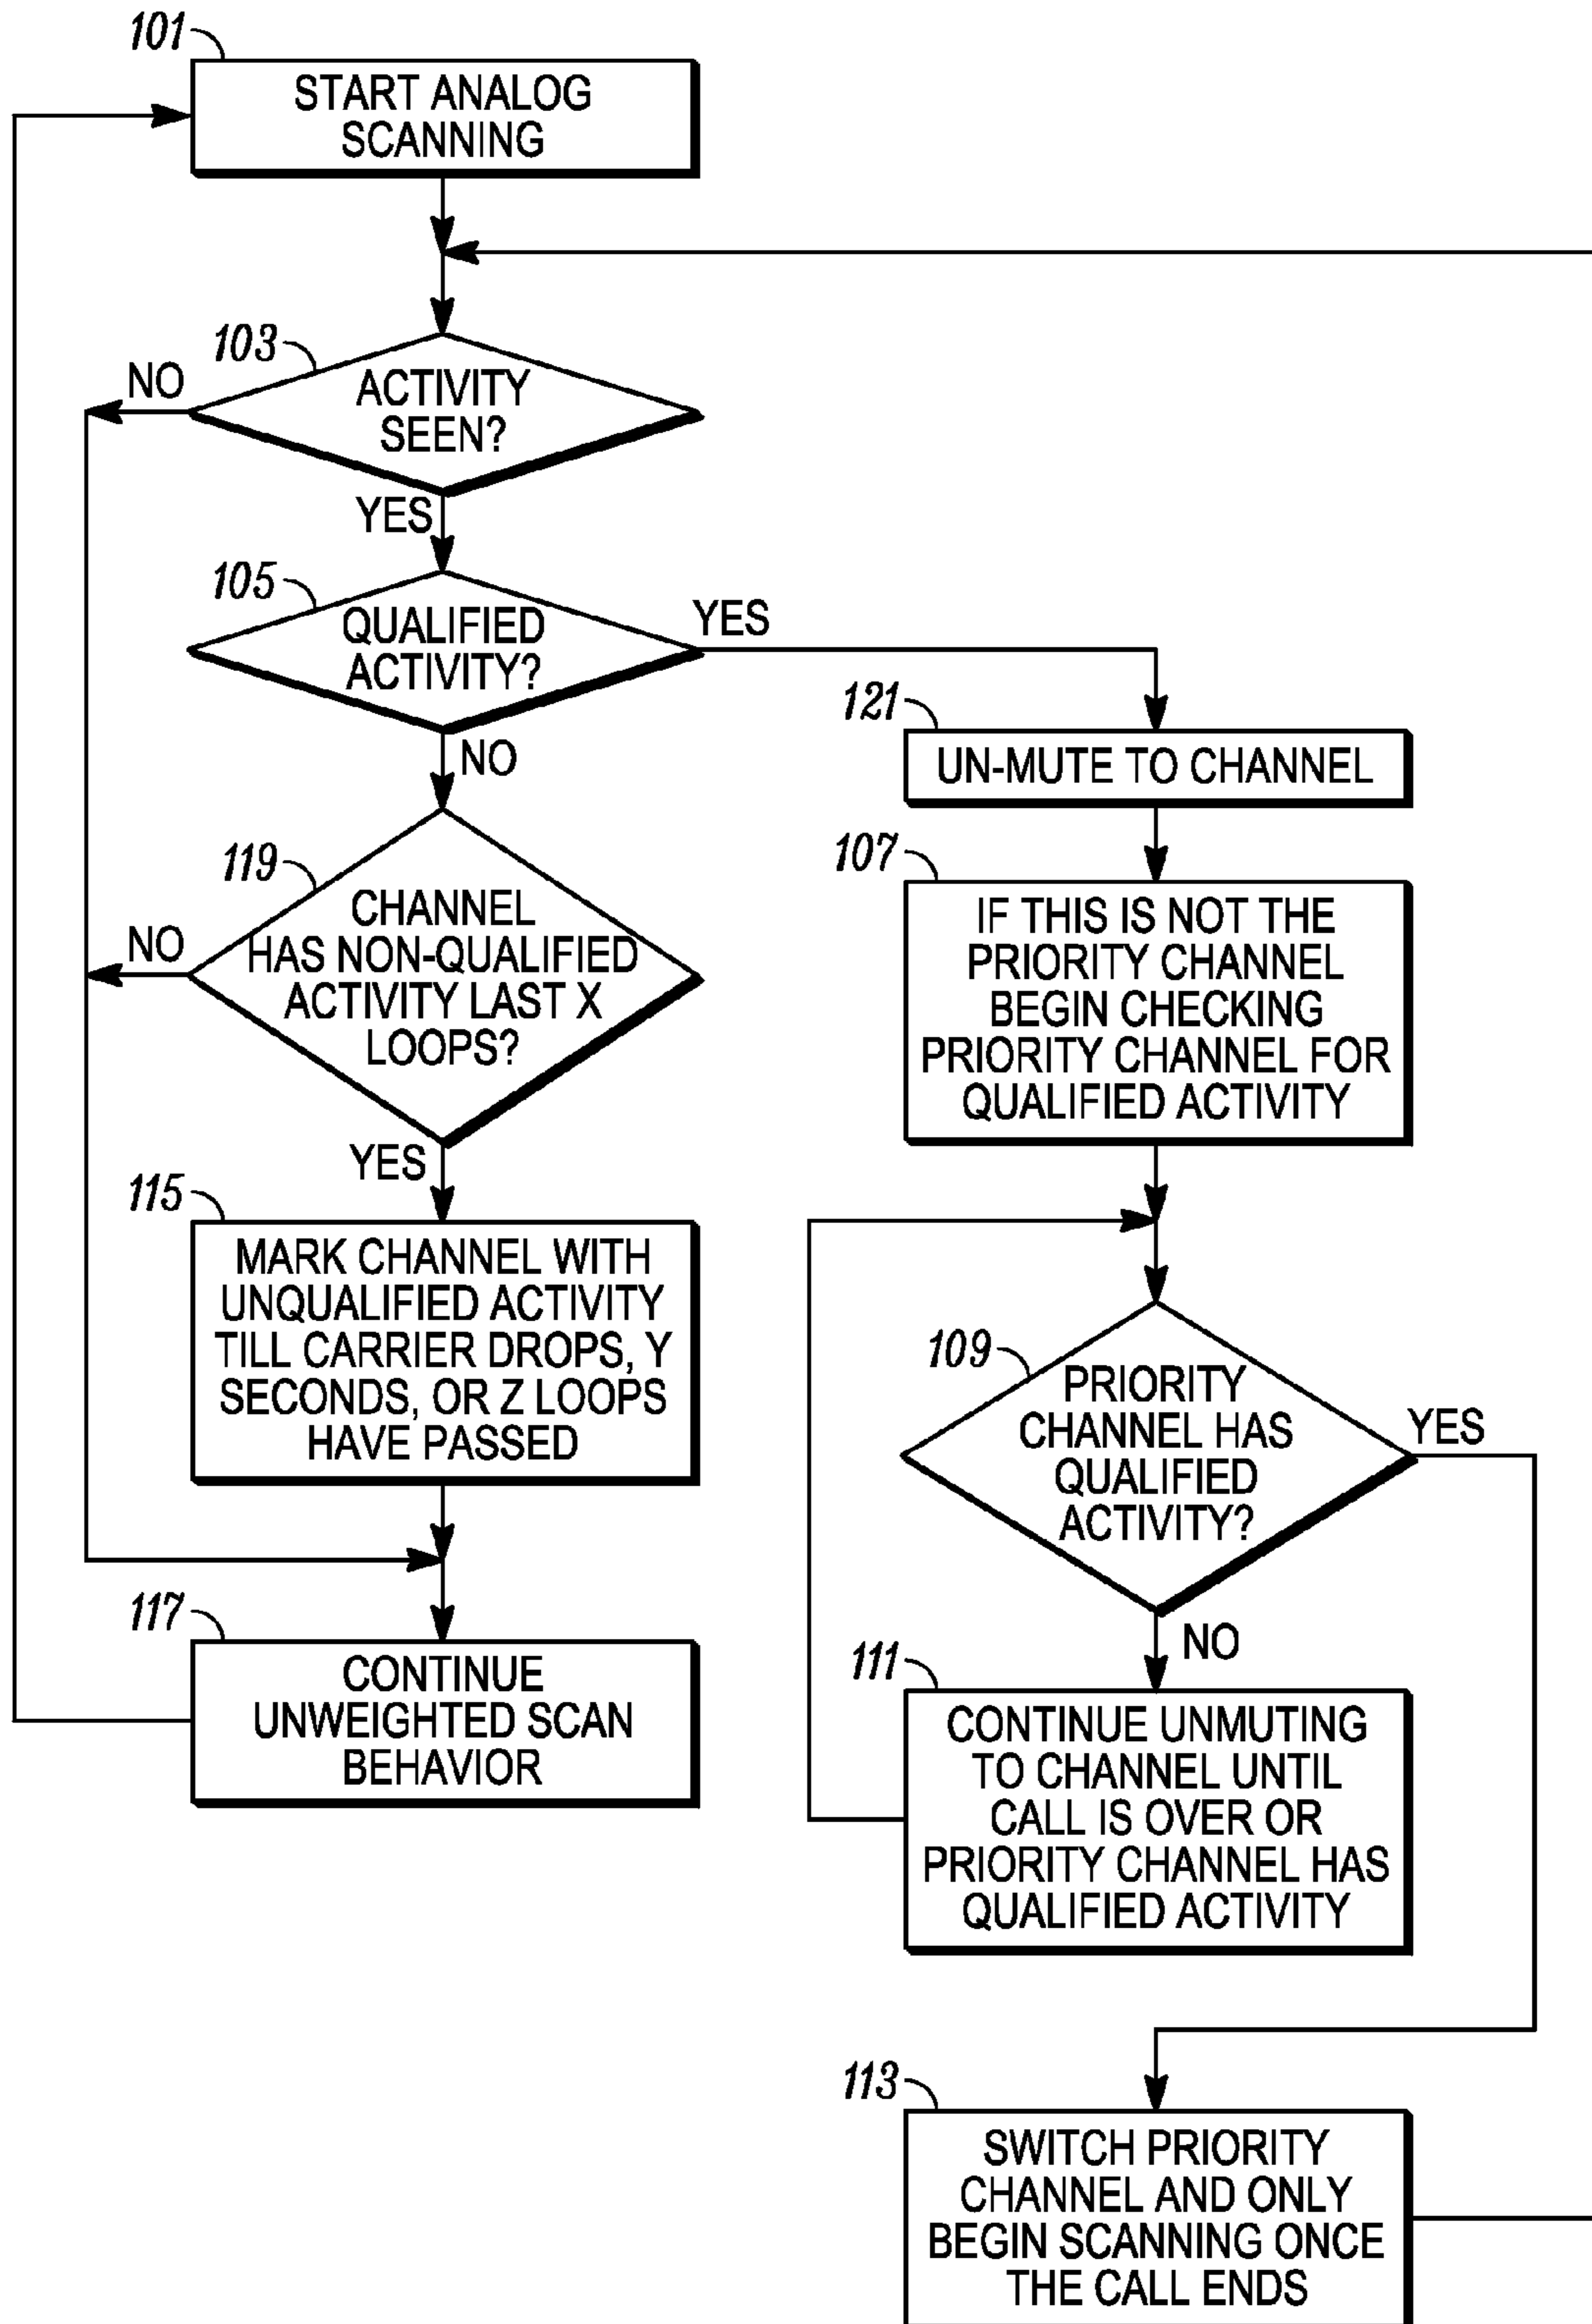 101
START ANALOG
SCANNING
103
NO
ACTIVITY
SEEN?
YES
105
QUALIFIED
ACTIVITY?
YES
NO
119
NO
CHANNEL
HAS NON-QUALIFIED
ACTIVITY LAST X
LOOPS?
YES
115
MARK CHANNEL WITH
UNQUALIFIED ACTIVITY
TILL CARRIER DROPS, Y
SECONDS, OR Z LOOPS
HAVE PASSED
117
CONTINUE
UNWEIGHTED SCAN
BEHAVIOR
121
UN-MUTE TO CHANNEL
107
IF THIS IS NOT THE
PRIORITY CHANNEL
BEGIN CHECKING
PRIORITY CHANNEL FOR
QUALIFIED ACTIVITY
109
PRIORITY
CHANNEL HAS
QUALIFIED
ACTIVITY?
YES
NO
111
CONTINUE UNMUTING
TO CHANNEL UNTIL
CALL IS OVER OR
PRIORITY CHANNEL HAS
QUALIFIED ACTIVITY
113
SWITCH PRIORITY
CHANNEL AND ONLY
BEGIN SCANNING ONCE
THE CALL ENDS